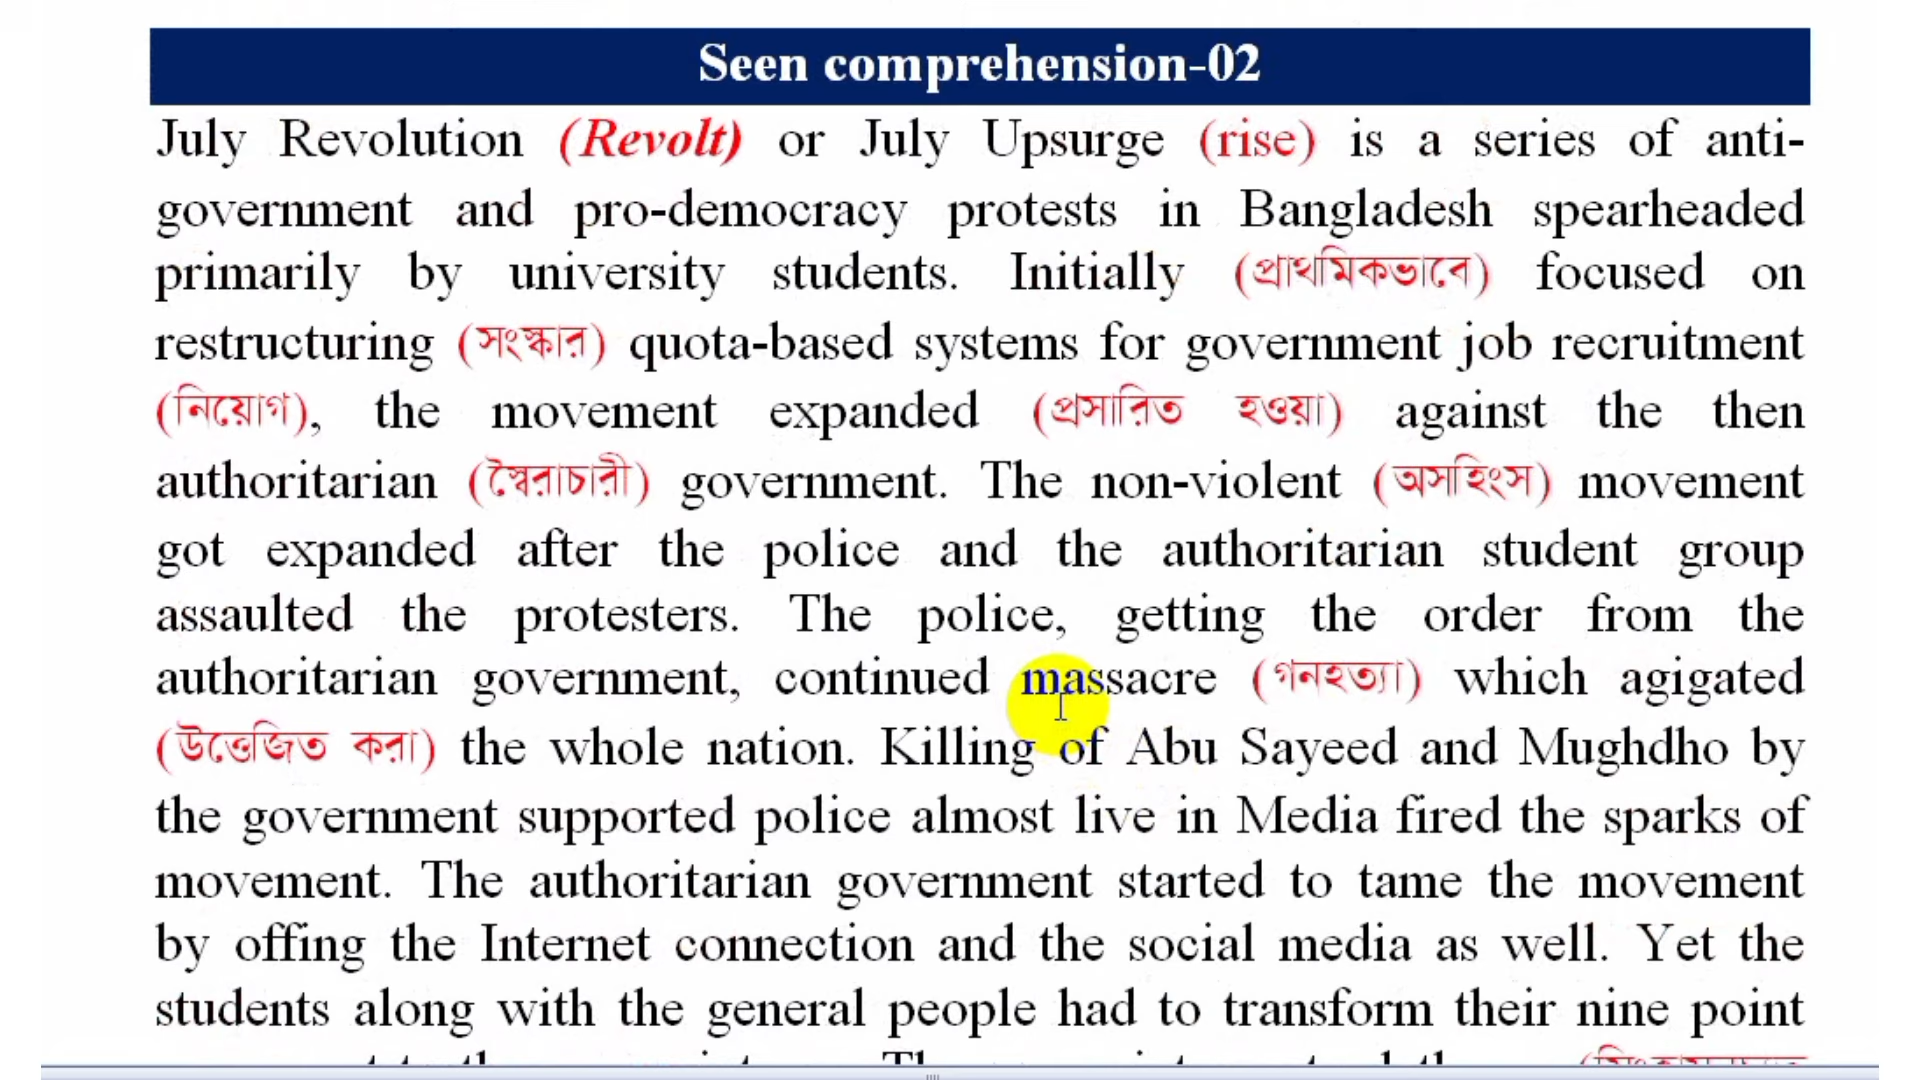 Seen comprehension-02
July Revolution (Revolt) or July Upsurge (rise) is a series of anti-
government and pro-democracy protests in Bangladesh spearheaded
primarily by university students. Initially (প্রাথমিকভাবে) focused on
restructuring (সংস্কার) quota-based systems for government job recruitment
(নিয়োগ), the movement expanded (প্রসারিত হওয়া) against the then
authoritarian (স্বৈরাচারী) government. The non-violent (অসহিংস) movement
got expanded after the police and the authoritarian student group
assaulted the protesters. The police, getting the order from the
authoritarian government, continued massacre (গনহত্যা) which agigated
(উত্তেজিত করা) the whole nation. Killing of Abu Sayeed and Mughdho by
the government supported police almost live in Media fired the sparks of
movement. The authoritarian government started to tame the movement
by offing the Internet connection and the social media as well. Yet the
students along with the general people had to transform their nine point